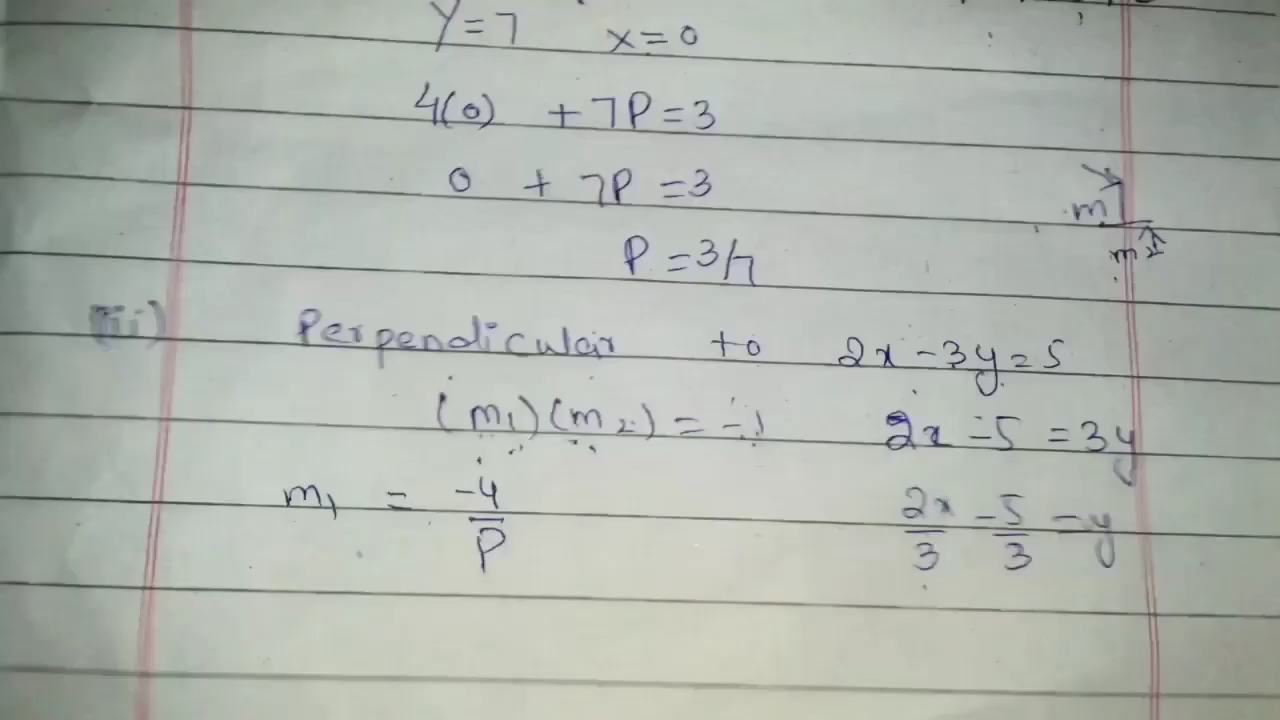 Y=7 x=0
4(0) + 7P = 3
0 + 7P = 3
P = 3/7
m
m
iii) Perpendicular to 2x - 3y = 5
(m₁)(m₂) = -1 2x - 5 = 3y
m₁ = -4/P 2x/3 - 5/3 - y